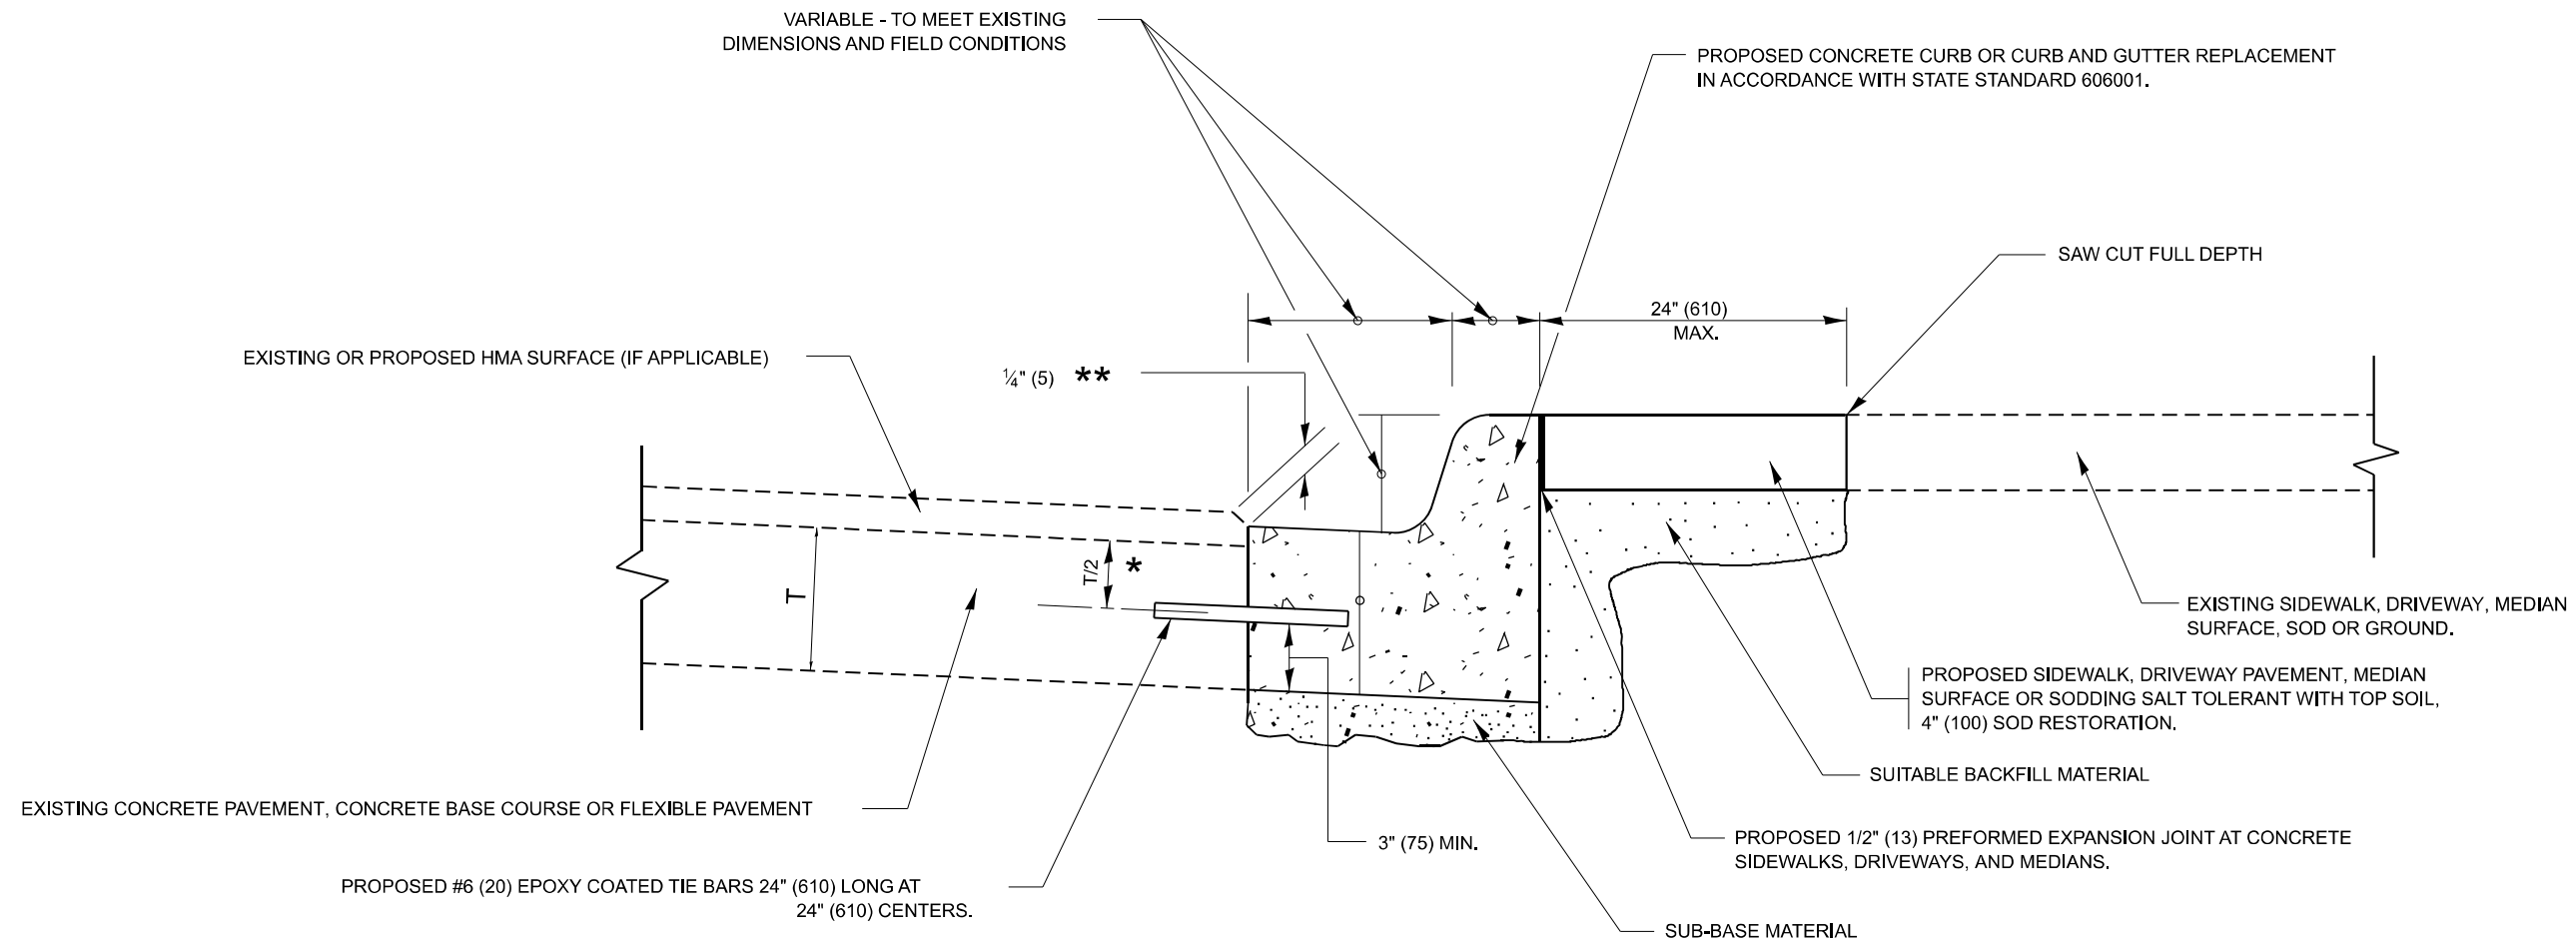 VARIABLE - TO MEET EXISTING
DIMENSIONS AND FIELD CONDITIONS
PROPOSED CONCRETE CURB OR CURB AND GUTTER REPLACEMENT
IN ACCORDANCE WITH STATE STANDARD 606001.
SAW CUT FULL DEPTH
24" (610)
MAX.
EXISTING OR PROPOSED HMA SURFACE (IF APPLICABLE)
¼" (5) **
T/2 *
T
EXISTING SIDEWALK, DRIVEWAY, MEDIAN
SURFACE, SOD OR GROUND.
PROPOSED SIDEWALK, DRIVEWAY PAVEMENT, MEDIAN
SURFACE OR SODDING SALT TOLERANT WITH TOP SOIL,
4" (100) SOD RESTORATION.
SUITABLE BACKFILL MATERIAL
EXISTING CONCRETE PAVEMENT, CONCRETE BASE COURSE OR FLEXIBLE PAVEMENT
3" (75) MIN.
PROPOSED 1/2" (13) PREFORMED EXPANSION JOINT AT CONCRETE
SIDEWALKS, DRIVEWAYS, AND MEDIANS.
PROPOSED #6 (20) EPOXY COATED TIE BARS 24" (610) LONG AT
24" (610) CENTERS.
SUB-BASE MATERIAL